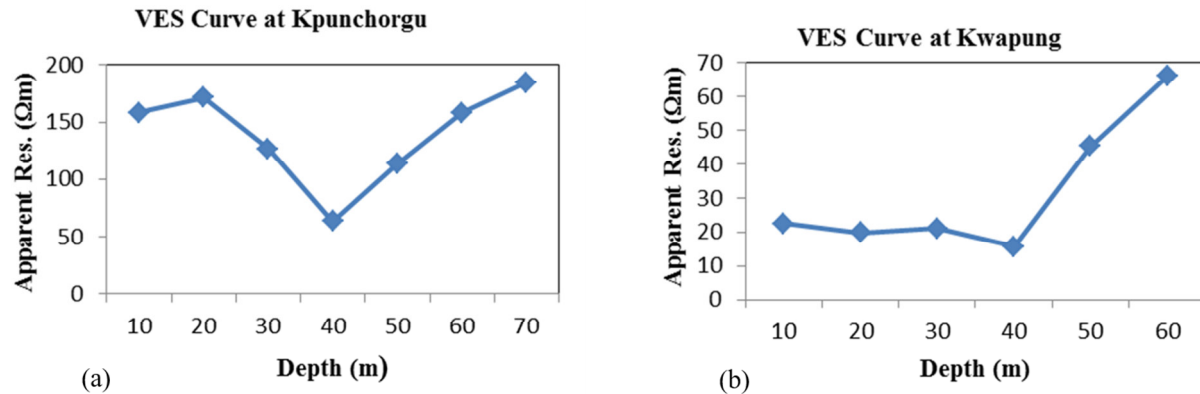 VES Curve at Kpunchorgu
200
150
100
50
0
Apparent Res. (Ωm)
10 20 30 40 50 60 70
Depth (m)
(a)
VES Curve at Kwapung
70
60
50
40
30
20
10
0
Apparent Res. (Ωm)
10 20 30 40 50 60
Depth (m)
(b)